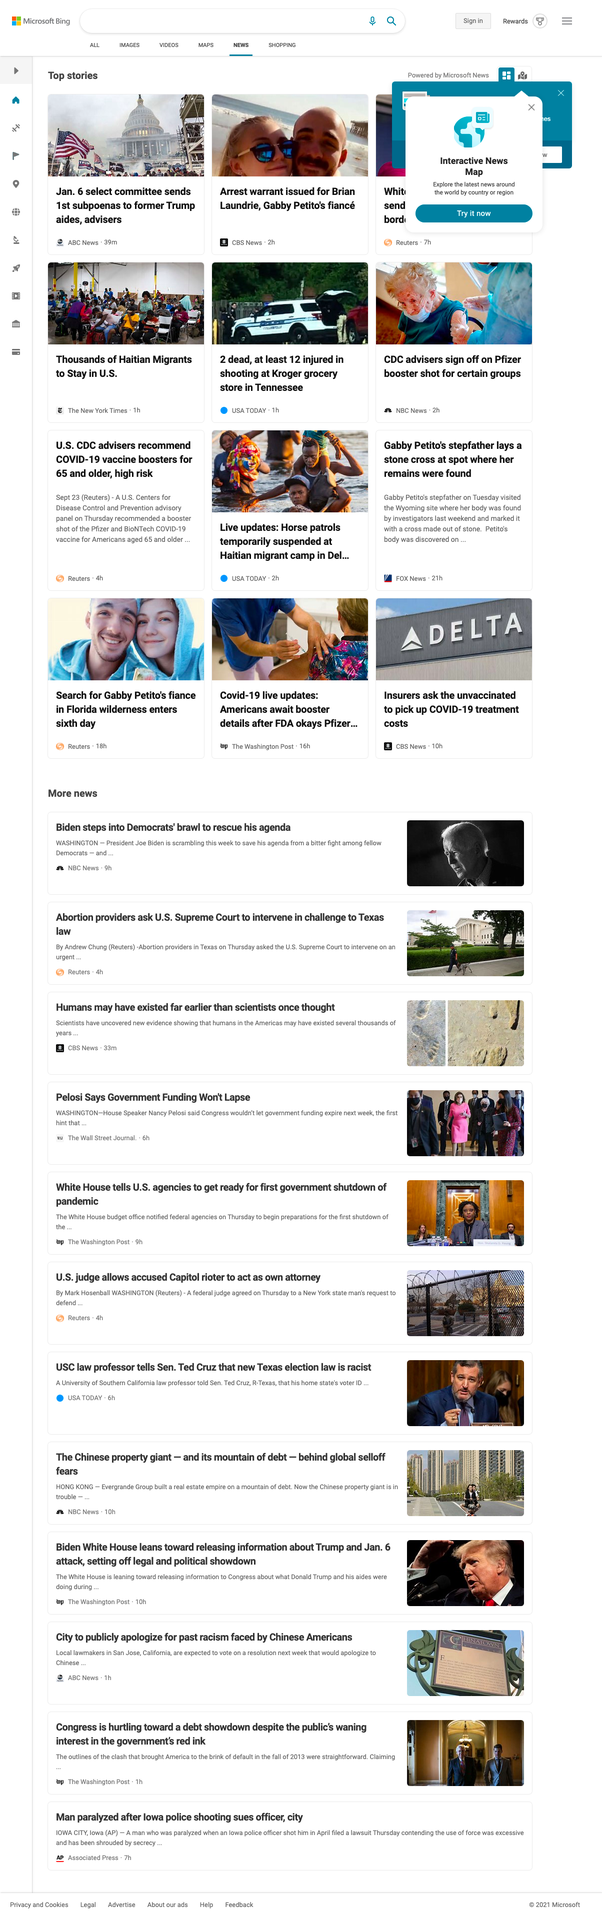 Microsoft Bing
Sign in
Rewards
ALL
IMAGES
VIDEOS
MAPS
NEWS
SHOPPING
Top stories
Powered by Microsoft News
Interactive News
Map
Explore the latest news around
the world by country or region
Try it now
Jan. 6 select committee sends
1st subpoenas to former Trump
aides, advisers
ABC News · 39m
Arrest warrant issued for Brian
Laundrie, Gabby Petito's fiancé
CBS News · 2h
Whit
send
bord
Reuters · 7h
Thousands of Haitian Migrants
to Stay in U.S.
The New York Times · 1h
2 dead, at least 12 injured in
shooting at Kroger grocery
store in Tennessee
USA TODAY · 1h
CDC advisers sign off on Pfizer
booster shot for certain groups
NBC News · 2h
U.S. CDC advisers recommend
COVID-19 vaccine boosters for
65 and older, high risk
Sept 23 (Reuters) - A U.S. Centers for
Disease Control and Prevention advisory
panel on Thursday recommended a booster
shot of the Pfizer and BioNTech COVID-19
vaccine for Americans aged 65 and older ...
Reuters · 4h
Live updates: Horse patrols
temporarily suspended at
Haitian migrant camp in Del...
USA TODAY · 2h
Gabby Petito's stepfather lays a
stone cross at spot where her
remains were found
Gabby Petito's stepfather on Tuesday visited
the Wyoming site where her body was found
by investigators last weekend and marked it
with a cross made out of stone. Petito's
body was discovered on ...
FOX News · 21h
Search for Gabby Petito's fiance
in Florida wilderness enters
sixth day
Reuters · 18h
Covid-19 live updates:
Americans await booster
details after FDA okays Pfizer...
The Washington Post · 16h
DELTA
Insurers ask the unvaccinated
to pick up COVID-19 treatment
costs
CBS News · 10h
More news
Biden steps into Democrats' brawl to rescue his agenda
WASHINGTON — President Joe Biden is scrambling this week to save his agenda from a bitter fight among fellow
Democrats — and ...
NBC News · 9h
Abortion providers ask U.S. Supreme Court to intervene in challenge to Texas
law
By Andrew Chung (Reuters) -Abortion providers in Texas on Thursday asked the U.S. Supreme Court to intervene on an
urgent ...
Reuters · 4h
Humans may have existed far earlier than scientists once thought
Scientists have uncovered new evidence showing that humans in the Americas may have existed several thousands of
years ...
CBS News · 33m
Pelosi Says Government Funding Won't Lapse
WASHINGTON—House Speaker Nancy Pelosi said Congress wouldn't let government funding expire next week, the first
hint that ...
The Wall Street Journal. · 6h
White House tells U.S. agencies to get ready for first government shutdown of
pandemic
The White House budget office notified federal agencies on Thursday to begin preparations for the first shutdown of
the ...
The Washington Post · 9h
U.S. judge allows accused Capitol rioter to act as own attorney
By Mark Hosenball WASHINGTON (Reuters) - A federal judge agreed on Thursday to a New York state man's request to
defend ...
Reuters · 4h
USC law professor tells Sen. Ted Cruz that new Texas election law is racist
A University of Southern California law professor told Sen. Ted Cruz, R-Texas, that his home state's voter ID ...
USA TODAY · 6h
The Chinese property giant — and its mountain of debt — behind global selloff
fears
HONG KONG — Evergrande Group built a real estate empire on a mountain of debt. Now the Chinese property giant is in
trouble — ...
NBC News · 10h
Biden White House leans toward releasing information about Trump and Jan. 6
attack, setting off legal and political showdown
The White House is leaning toward releasing information to Congress about what Donald Trump and his aides were
doing during ...
The Washington Post · 10h
City to publicly apologize for past racism faced by Chinese Americans
Local lawmakers in San Jose, California, are expected to vote on a resolution next week that would apologize to
Chinese ...
ABC News · 1h
Congress is hurtling toward a debt showdown despite the public's waning
interest in the government's red ink
The outlines of the clash that brought America to the brink of default in the fall of 2013 were straightforward. Claiming
...
The Washington Post · 1h
Man paralyzed after Iowa police shooting sues officer, city
IOWA CITY, Iowa (AP) — A man who was paralyzed when an Iowa police officer shot him in April filed a lawsuit Thursday contending the use of force was excessive
and has been shrouded by secrecy ...
AP Associated Press · 7h
Privacy and Cookies
Legal
Advertise
About our ads
Help
Feedback
© 2021 Microsoft